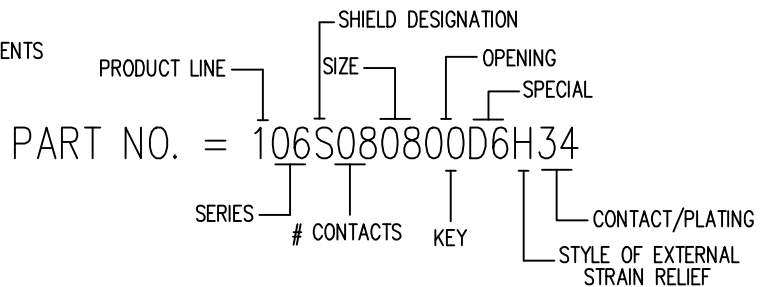 SHIELD DESIGNATION
ENTS
PRODUCT LINE
SIZE
OPENING
SPECIAL
PART NO. = 106S080800D6H34
SERIES
# CONTACTS
KEY
CONTACT/PLATING
STYLE OF EXTERNAL
STRAIN RELIEF